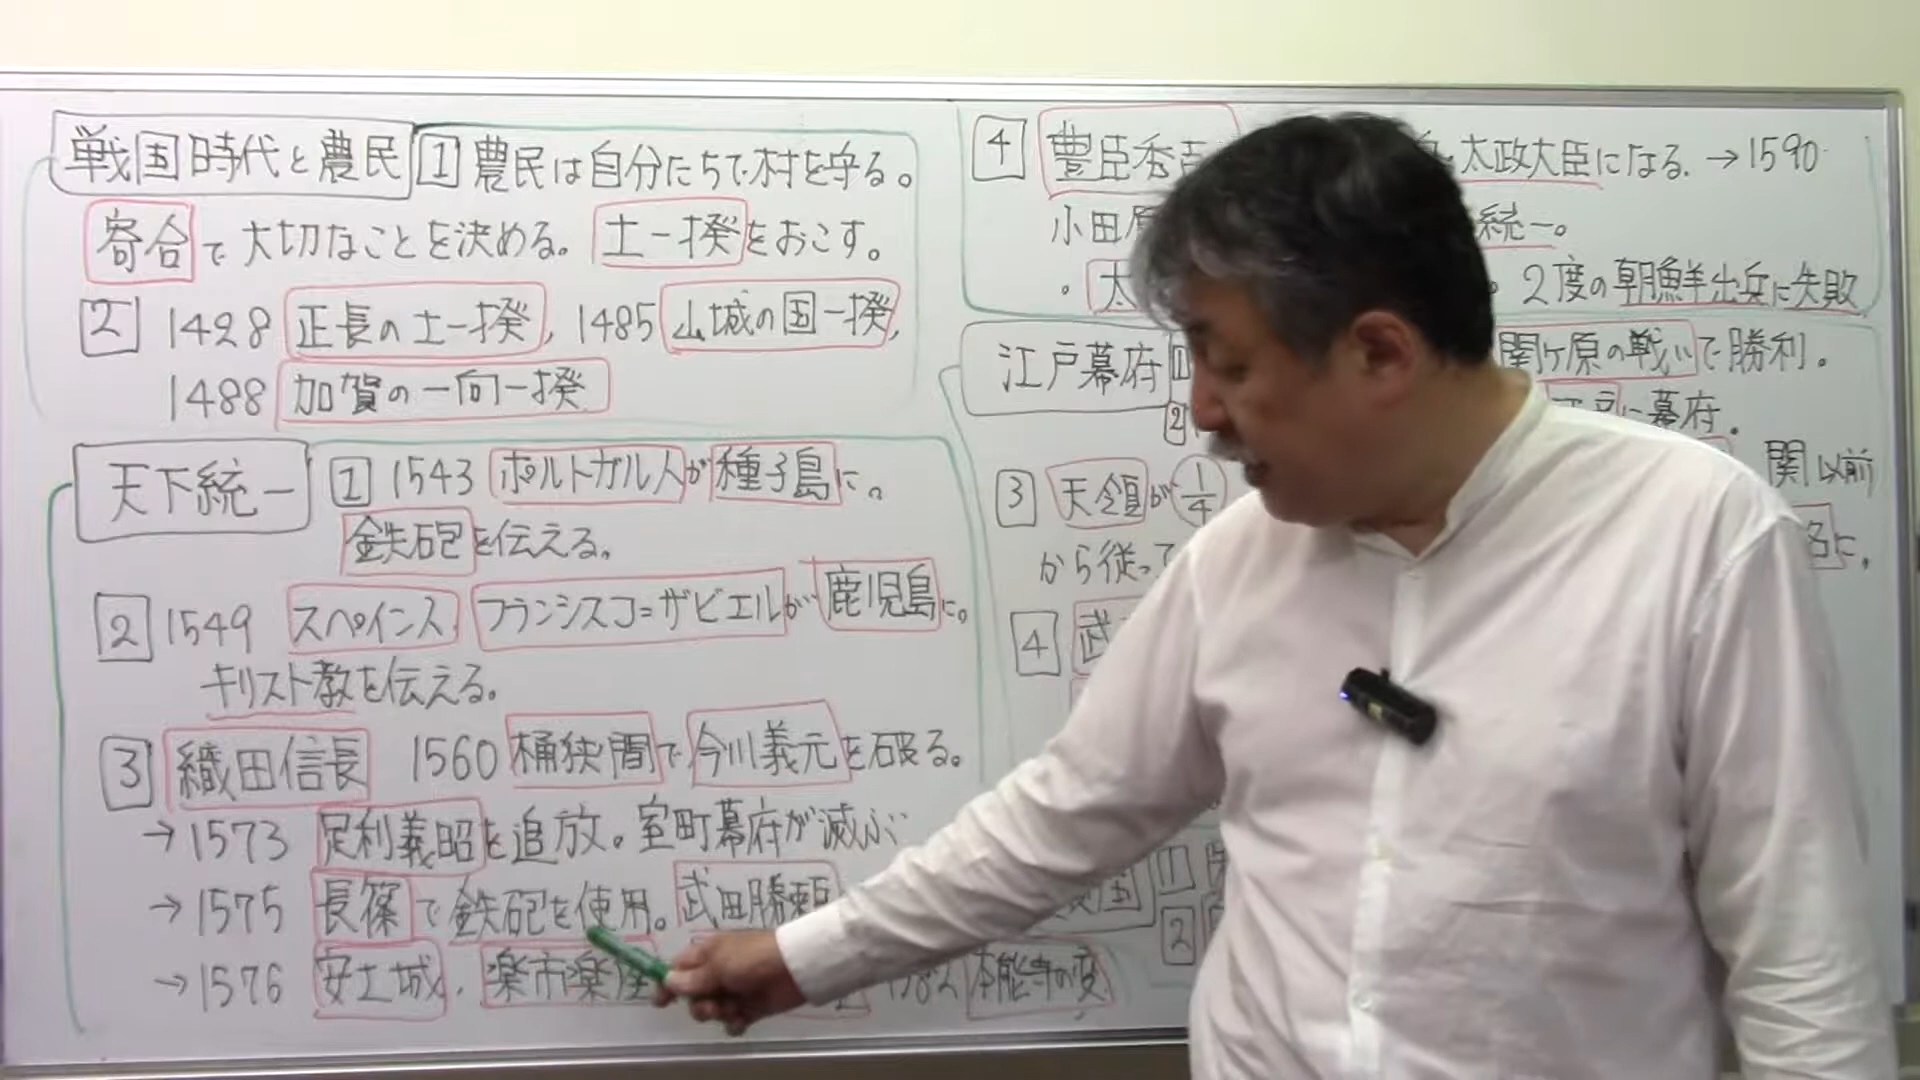 戦国時代と農民 1 農民は自分たちで村を守る。
寄合で大切なことを決める。土一揆をおこす。
2 1428 正長の土一揆, 1485 山城の国一揆,
1488 加賀の一向一揆
天下統一 1 1543 ポルトガル人が種子島に。
鉄砲を伝える。
2 1549 スペイン人 フランシスコ=ザビエルが鹿児島に。
キリスト教を伝える。
3 織田信長 1560 桶狭間で今川義元を破る。
→1573 足利義昭を追放。室町幕府が滅ぶ
→1575 長篠で鉄砲を使用。武田勝頼
→1576 安土城. 楽市楽座 1582 本能寺の変
4 豊臣秀吉 太政大臣になる. →1590
小田原 統一。
・太 2度の朝鮮出兵に失敗
江戸幕府 1 関ヶ原の戦いで勝利。
2 に幕府.
3 天領が1/4 関以前
から従っ 名に.
4 武
1
2